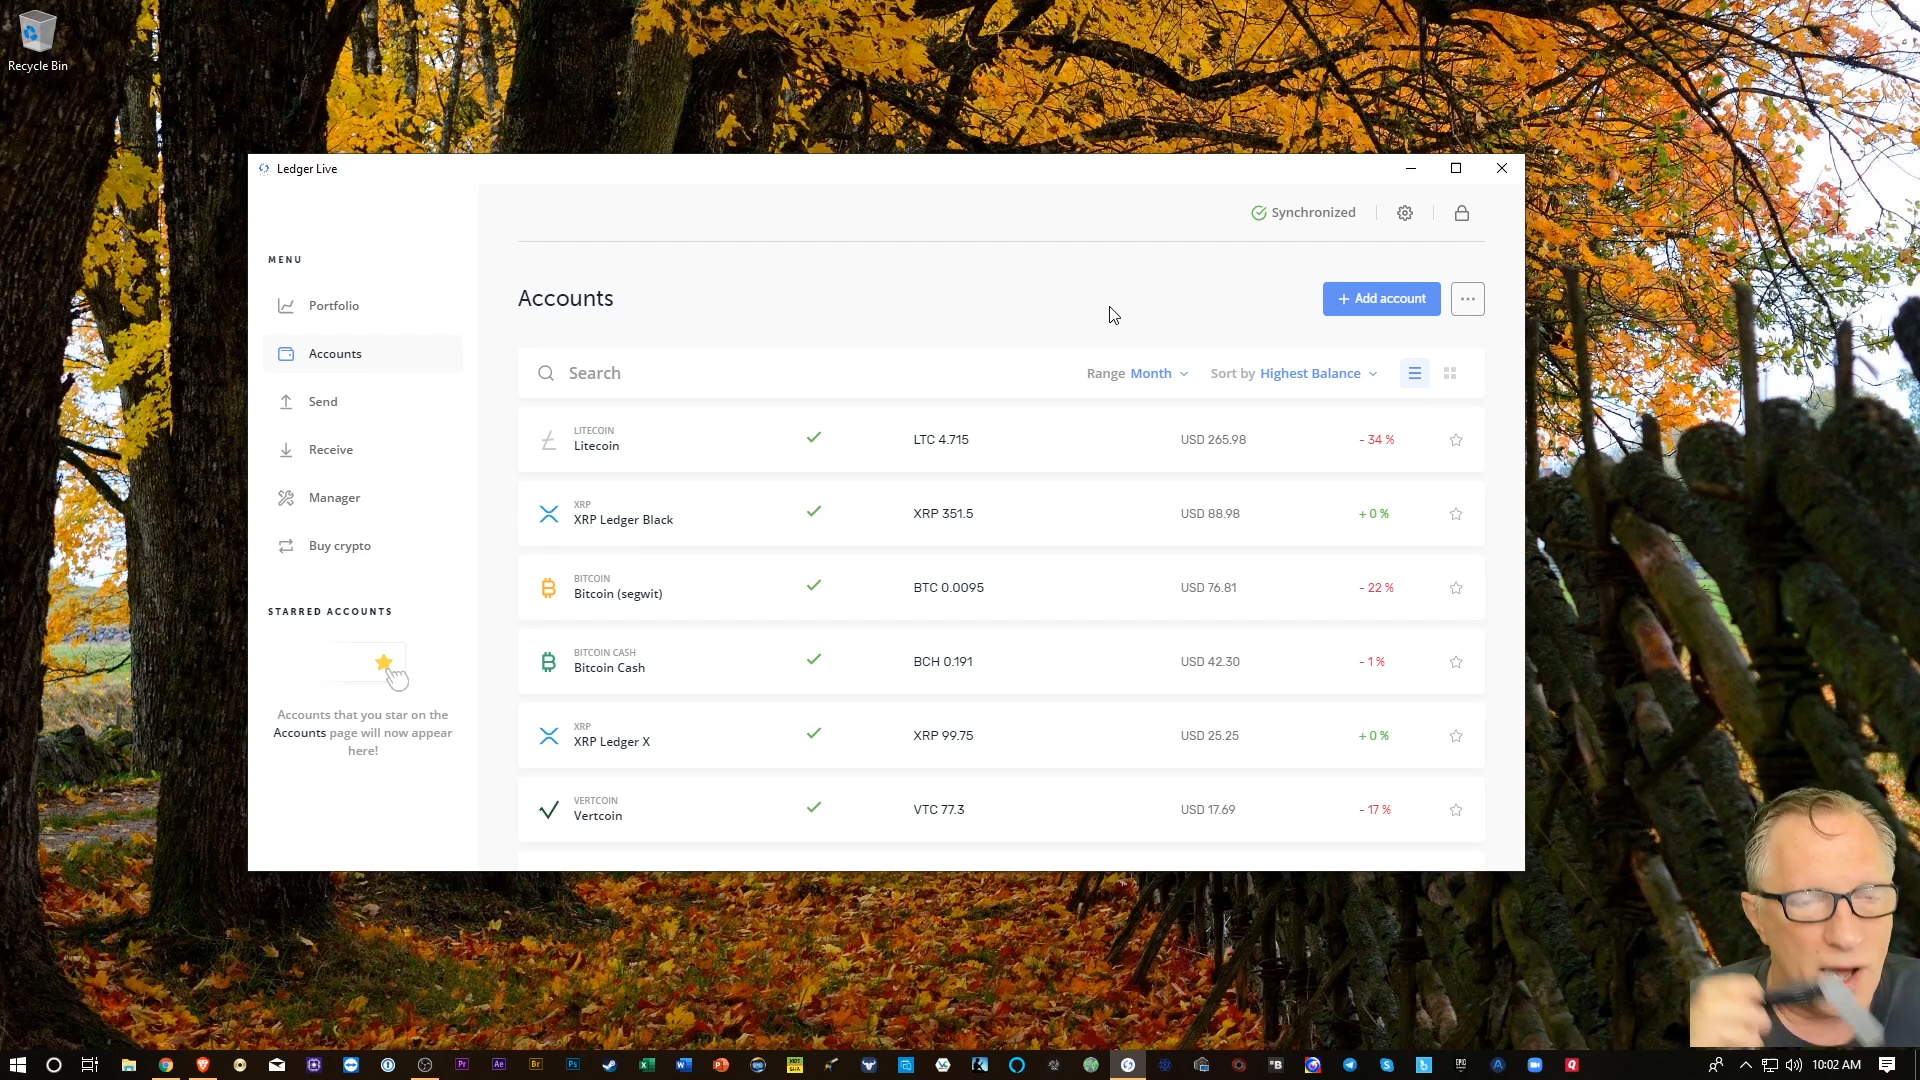 Recycle Bin
Ledger Live
Synchronized
MENU
Portfolio
Accounts
Send
Receive
Manager
Buy crypto
STARRED ACCOUNTS
Accounts that you star on the
Accounts page will now appear
here!
Accounts
+ Add account
Search
Range Month
Sort by Highest Balance
LITECOIN
Litecoin
LTC 4.715
USD 265.98
- 34 %
XRP
XRP Ledger Black
XRP 351.5
USD 88.98
+ 0 %
BITCOIN
Bitcoin (segwit)
BTC 0.0095
USD 76.81
- 22 %
BITCOIN CASH
Bitcoin Cash
BCH 0.191
USD 42.30
- 1 %
XRP
XRP Ledger X
XRP 99.75
USD 25.25
+ 0 %
VERTCOIN
Vertcoin
VTC 77.3
USD 17.69
- 17 %
Pr
Ae
Br
Ps
10:02 AM